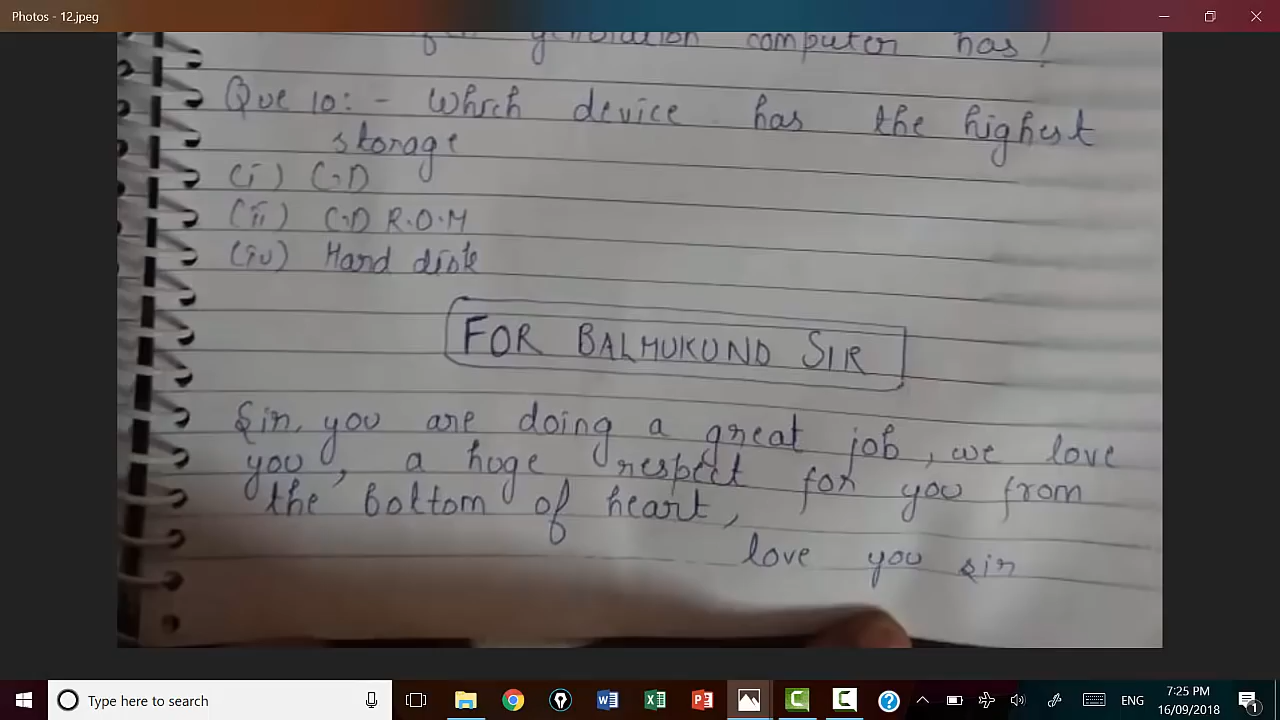 Photos - 12.jpeg
generation computer has?
Que 10: - Which device has the highest
storage
(i) C.D
(ii) C.D R.O.M
(iv) Hard disk
FOR BALMUKUND SIR
Sir, you are doing a great job, we love
you, a huge respect for you from
the bottom of heart,
love you sir
Type here to search
ENG
7:25 PM
16/09/2018
1